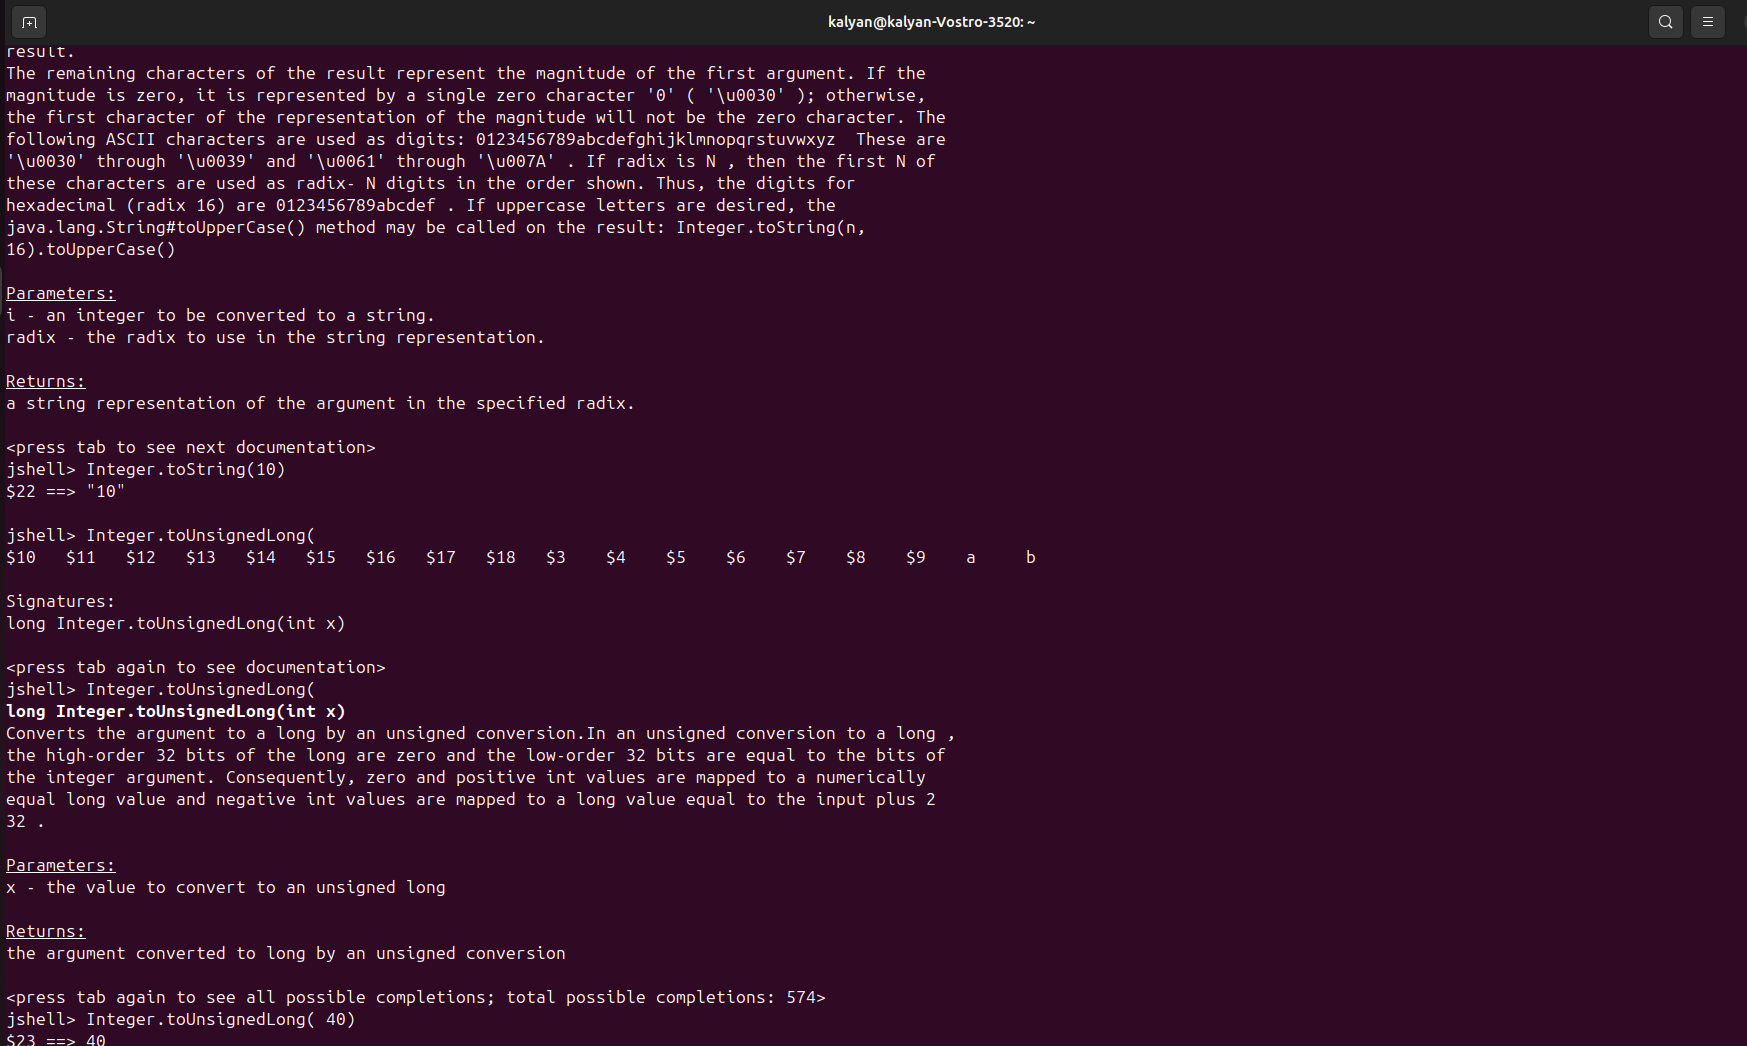 kalyan@kalyan-Vostro-3520: ~
result.
The remaining characters of the result represent the magnitude of the first argument. If the
magnitude is zero, it is represented by a single zero character '0' ( '\u0030' ); otherwise,
the first character of the representation of the magnitude will not be the zero character. The
following ASCII characters are used as digits: 0123456789abcdefghijklmnopqrstuvwxyz  These are
'\u0030' through '\u0039' and '\u0061' through '\u007A' . If radix is N , then the first N of
these characters are used as radix- N digits in the order shown. Thus, the digits for
hexadecimal (radix 16) are 0123456789abcdef . If uppercase letters are desired, the
java.lang.String#toUpperCase() method may be called on the result: Integer.toString(n,
16).toUpperCase()
Parameters:
i - an integer to be converted to a string.
radix - the radix to use in the string representation.
Returns:
a string representation of the argument in the specified radix.
<press tab to see next documentation>
jshell> Integer.toString(10)
$22 ==> "10"
jshell> Integer.toUnsignedLong(
$10   $11   $12   $13   $14   $15   $16   $17   $18   $3    $4    $5    $6    $7    $8    $9    a     b
Signatures:
long Integer.toUnsignedLong(int x)
<press tab again to see documentation>
jshell> Integer.toUnsignedLong(
long Integer.toUnsignedLong(int x)
Converts the argument to a long by an unsigned conversion.In an unsigned conversion to a long ,
the high-order 32 bits of the long are zero and the low-order 32 bits are equal to the bits of
the integer argument. Consequently, zero and positive int values are mapped to a numerically
equal long value and negative int values are mapped to a long value equal to the input plus 2
32 .
Parameters:
x - the value to convert to an unsigned long
Returns:
the argument converted to long by an unsigned conversion
<press tab again to see all possible completions; total possible completions: 574>
jshell> Integer.toUnsignedLong( 40)
$23 ==> 40